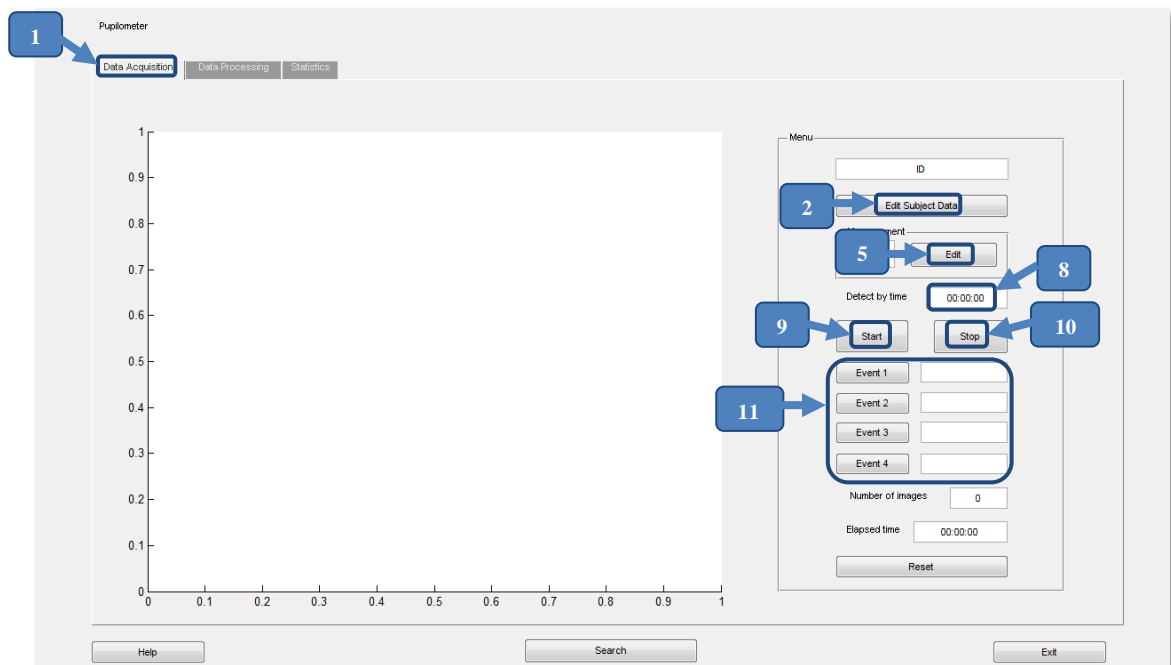 Pupilometer
1
Data Acquisition Data Processing Statistics
Menu
ID
2
Edit Subject Data
5
Edit
8
Detect by time 00:00:00
9
Start
Stop
10
11
Event 1
Event 2
Event 3
Event 4
Number of images 0
Elapsed time 00:00:00
Reset
1
0.9
0.8
0.7
0.6
0.5
0.4
0.3
0.2
0.1
0
0 0.1 0.2 0.3 0.4 0.5 0.6 0.7 0.8 0.9 1
Help Search Exit